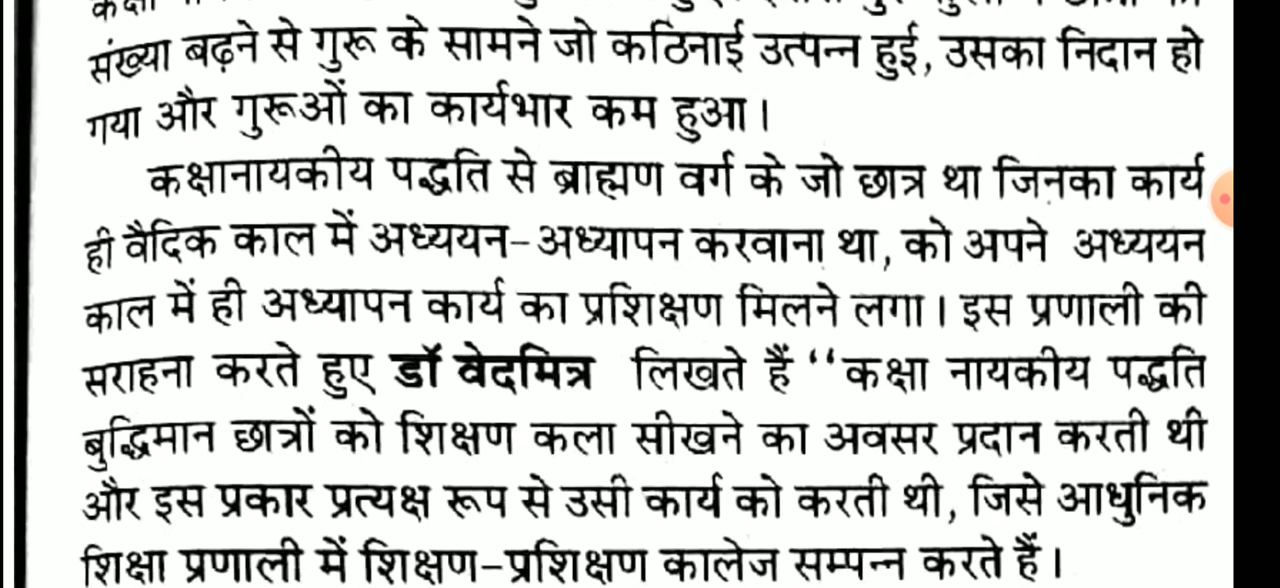 संख्या बढ़ने से गुरू के सामने जो कठिनाई उत्पन्न हुई, उसका निदान हो
गया और गुरूओं का कार्यभार कम हुआ।
कक्षानायकीय पद्धति से ब्राह्मण वर्ग के जो छात्र था जिनका कार्य
ही वैदिक काल में अध्ययन-अध्यापन करवाना था, को अपने अध्ययन
काल में ही अध्यापन कार्य का प्रशिक्षण मिलने लगा। इस प्रणाली की
सराहना करते हुए डॉ वेदमित्र लिखते हैं ‘‘कक्षा नायकीय पद्धति
बुद्धिमान छात्रों को शिक्षण कला सीखने का अवसर प्रदान करती थी
और इस प्रकार प्रत्यक्ष रूप से उसी कार्य को करती थी, जिसे आधुनिक
शिक्षा प्रणाली में शिक्षण-प्रशिक्षण कालेज सम्पन्न करते हैं।